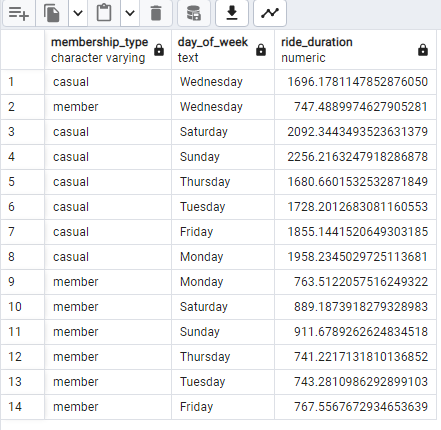 membership_type day_of_week ride_duration
character varying text numeric
1 casual Wednesday 1696.1781147852876050
2 member Wednesday 747.4889974627905281
3 casual Saturday 2092.3443493523631379
4 casual Sunday 2256.2163247918286878
5 casual Thursday 1680.6601532532871849
6 casual Tuesday 1728.2012683081160553
7 casual Friday 1855.1441520649303185
8 casual Monday 1958.2345029725113681
9 member Monday 763.5122057516249322
10 member Saturday 889.1873918279328983
11 member Sunday 911.6789262624834518
12 member Thursday 741.2217131810136852
13 member Tuesday 743.2810986292899103
14 member Friday 767.5567672934653639